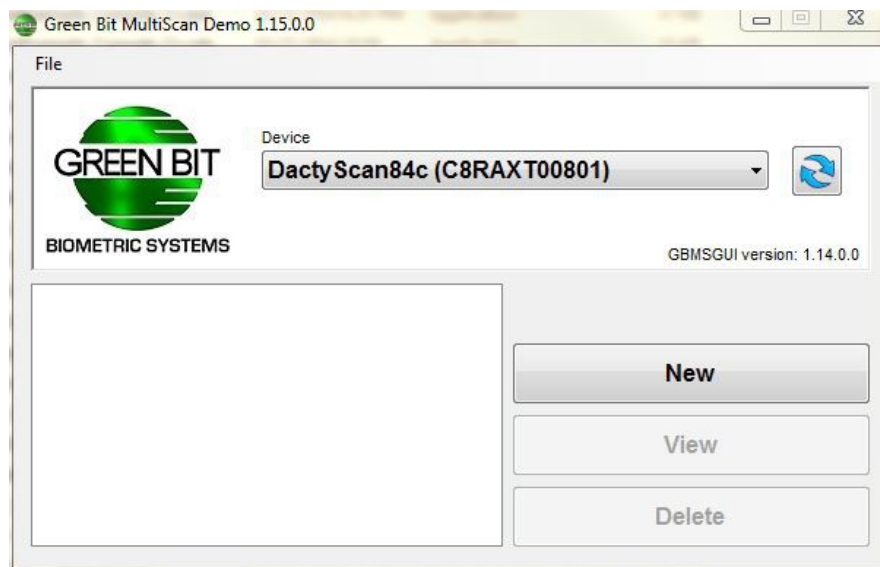 Green Bit MultiScan Demo 1.15.0.0
File
GREEN BIT
BIOMETRIC SYSTEMS
Device
DactyScan84c (C8RAXT00801)
GBMSGUI version: 1.14.0.0
New
View
Delete